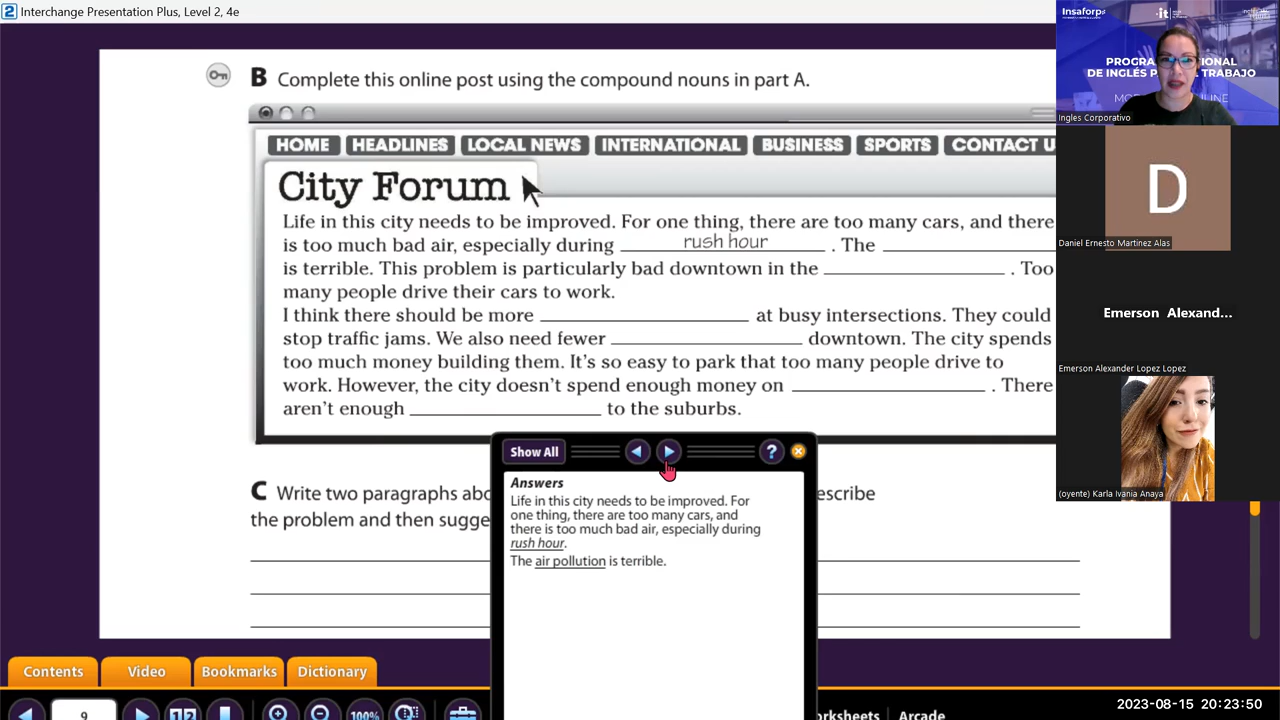 Interchange Presentation Plus, Level 2, 4e
B Complete this online post using the compound nouns in part A.
HOME HEADLINES LOCAL NEWS INTERNATIONAL BUSINESS SPORTS CONTACT U
City Forum
Life in this city needs to be improved. For one thing, there are too many cars, and there
is too much bad air, especially during rush hour . The
is terrible. This problem is particularly bad downtown in the . Too
many people drive their cars to work.
I think there should be more at busy intersections. They could
stop traffic jams. We also need fewer downtown. The city spends
too much money building them. It's so easy to park that too many people drive to
work. However, the city doesn't spend enough money on . There
aren't enough to the suburbs.
Show All ?
Answers
Life in this city needs to be improved. For
one thing, there are too many cars, and
there is too much bad air, especially during
rush hour.
The air pollution is terrible.
C Write two paragraphs abo escribe
the problem and then sugge
Contents Video Bookmarks Dictionary
9 1 2 100% orksheets Arcade
Insaforp it
PROGRA IONAL
DE INGLÉS P L TRABAJO
Ingles Corporativo
D
Daniel Ernesto Martinez Alas
Emerson Alexand...
Emerson Alexander Lopez Lopez
(oyente) Karla Ivania Anaya
2023-08-15 20:23:50